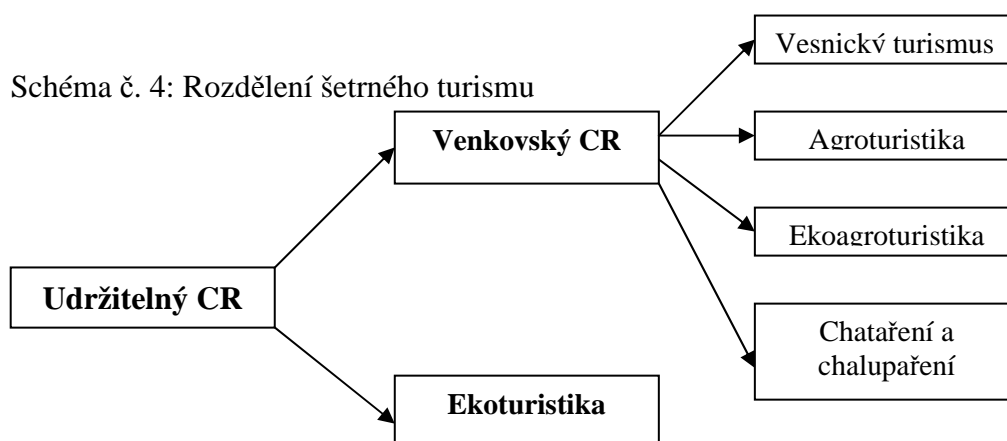 Schéma č. 4: Rozdělení šetrného turismu
Udržitelný CR
Venkovský CR
Ekoturistika
Vesnický turismus
Agroturistika
Ekoagroturistika
Chataření a
chalupaření